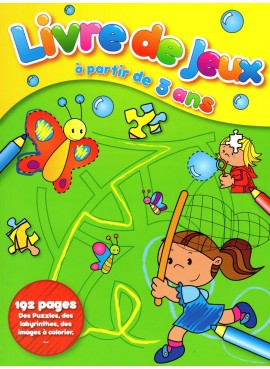 Livre de Jeux
à partir de 3 ans
192 pages
Des Puzzles, des
labyrinthes, des
images à colorier,
...